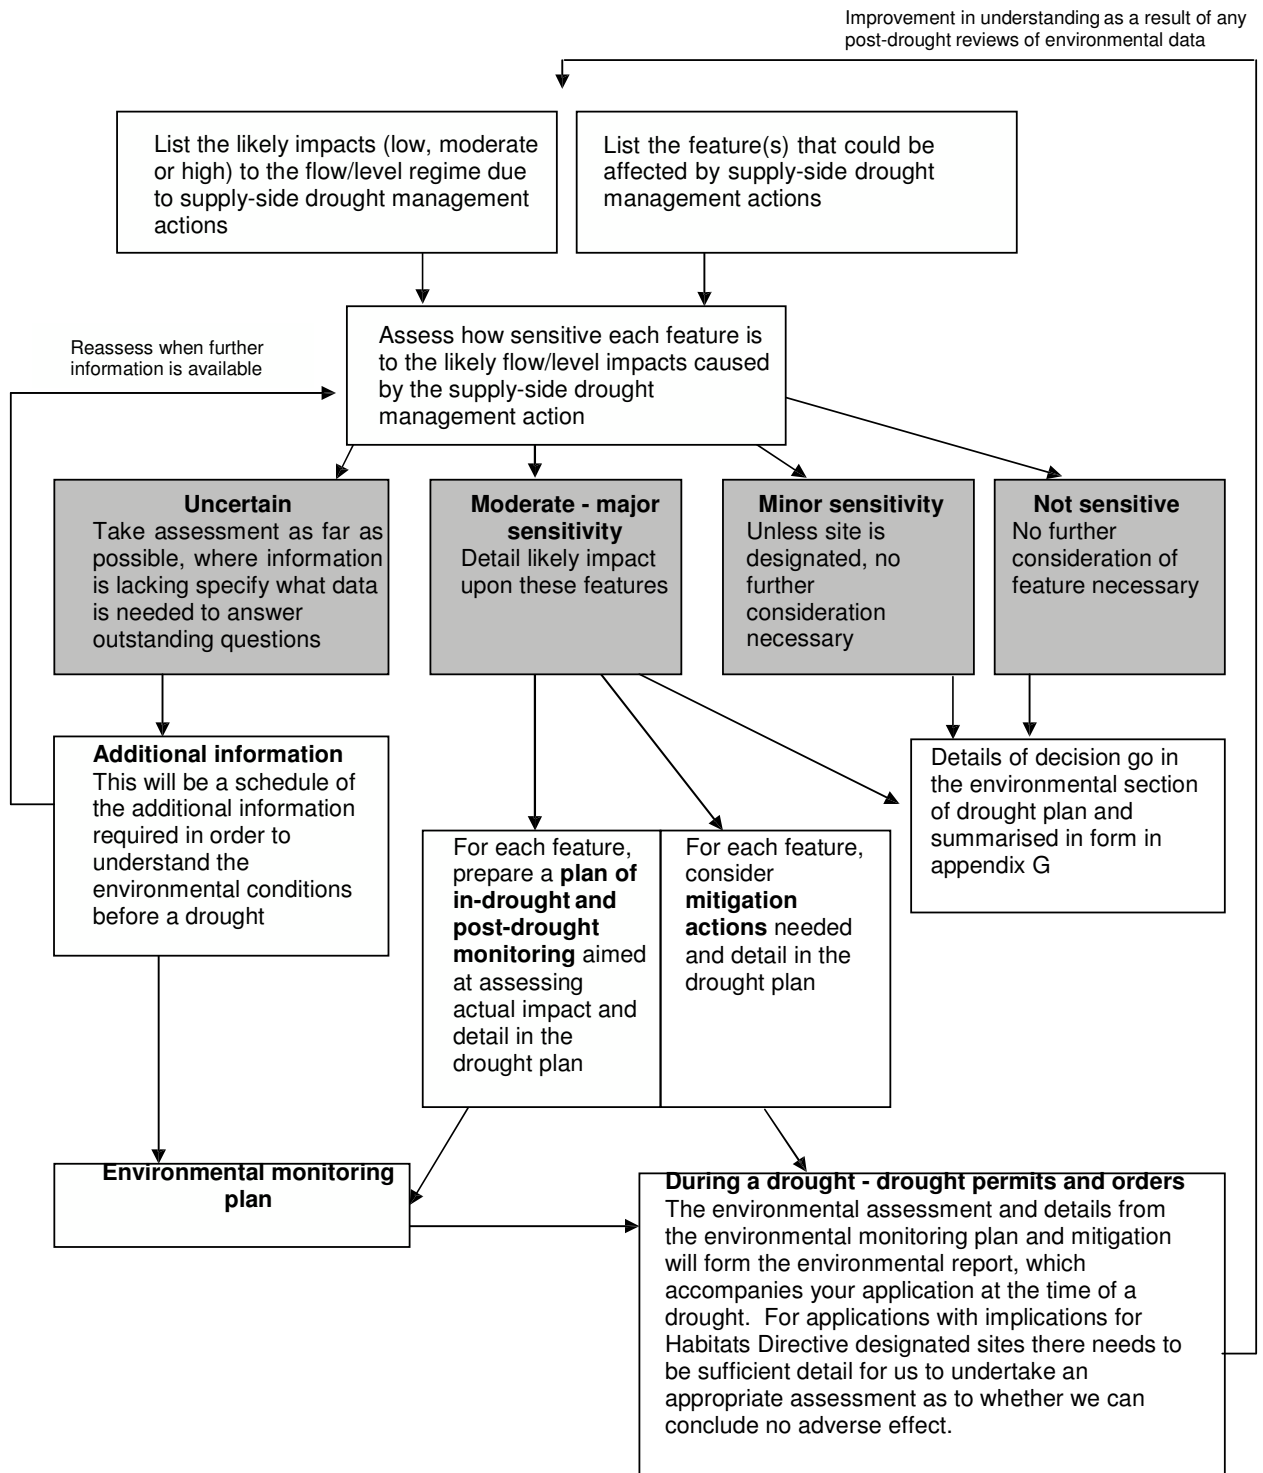 Improvement in understanding as a result of any
post-drought reviews of environmental data
List the likely impacts (low, moderate
or high) to the flow/level regime due
to supply-side drought management
actions
List the feature(s) that could be
affected by supply-side drought
management actions
Assess how sensitive each feature is
to the likely flow/level impacts caused
by the supply-side drought
management action
Reassess when further
information is available
Uncertain
Take assessment as far as
possible, where information
is lacking specify what data
is needed to answer
outstanding questions
Moderate - major
sensitivity
Detail likely impact
upon these features
Minor sensitivity
Unless site is
designated, no
further
consideration
necessary
Not sensitive
No further
consideration of
feature necessary
Additional information
This will be a schedule of
the additional information
required in order to
understand the
environmental conditions
before a drought
For each feature,
prepare a plan of
in-drought and
post-drought
monitoring aimed
at assessing
actual impact and
detail in the
drought plan
For each feature,
consider
mitigation
actions needed
and detail in the
drought plan
Details of decision go in
the environmental section
of drought plan and
summarised in form in
appendix G
Environmental monitoring
plan
During a drought - drought permits and orders
The environmental assessment and details from
the environmental monitoring plan and mitigation
will form the environmental report, which
accompanies your application at the time of a
drought.  For applications with implications for
Habitats Directive designated sites there needs to
be sufficient detail for us to undertake an
appropriate assessment as to whether we can
conclude no adverse effect.